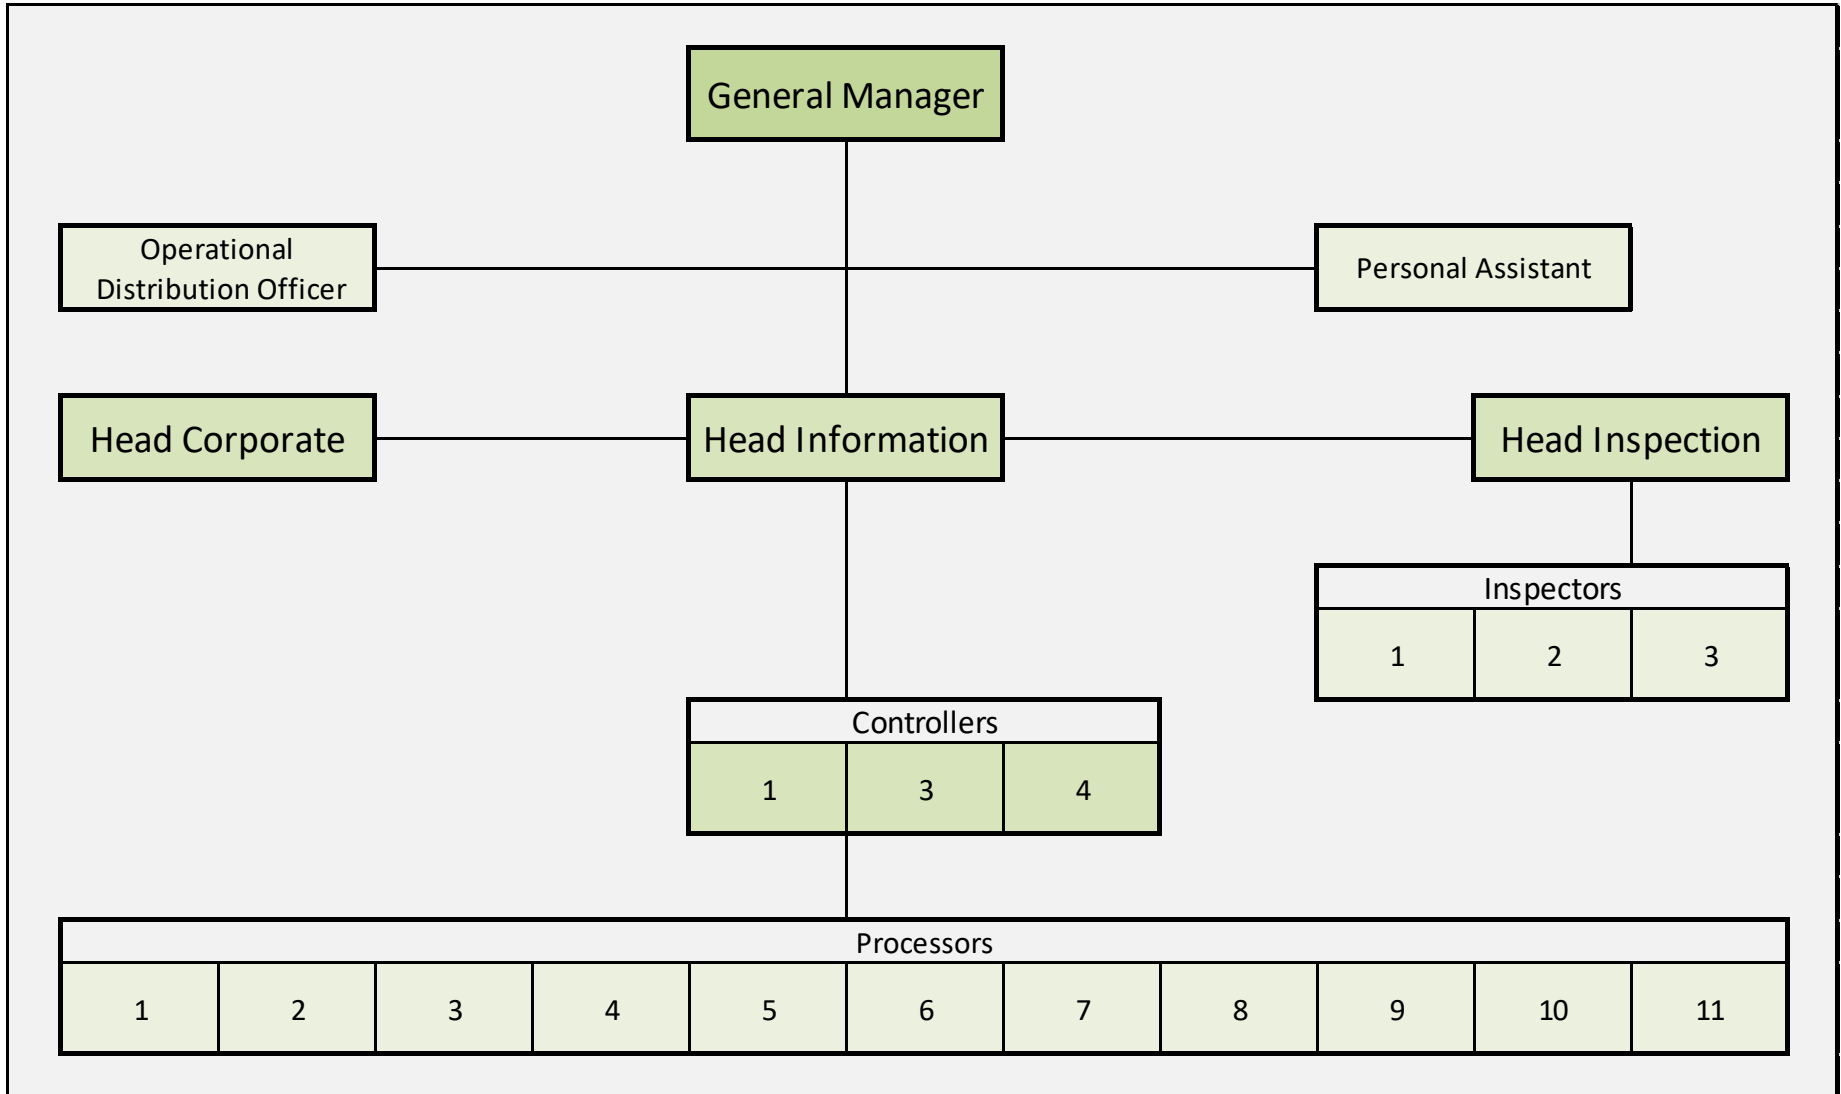 General Manager
Operational
Distribution Officer
Personal Assistant
Head Corporate
Head Information
Head Inspection
Inspectors
1 2 3
Controllers
1 3 4
Processors
1 2 3 4 5 6 7 8 9 10 11